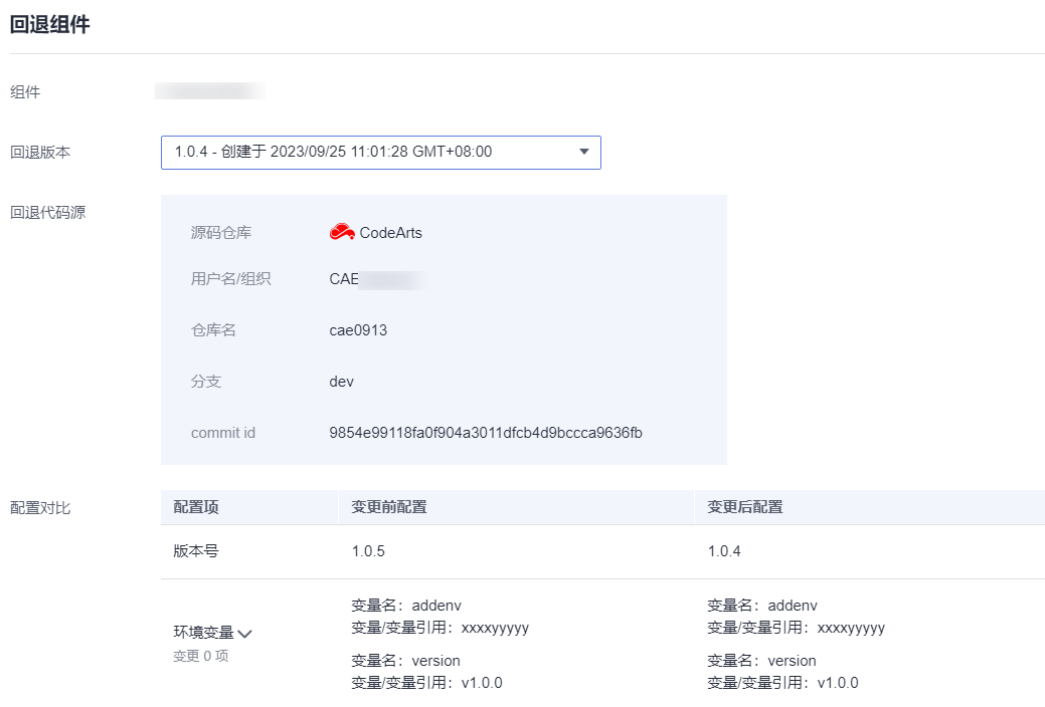 回退组件
组件
回退版本 1.0.4 - 创建于 2023/09/25 11:01:28 GMT+08:00
回退代码源
源码仓库 CodeArts
用户名/组织 CAE
仓库名 cae0913
分支 dev
commit id 9854e99118fa0f904a3011dfcb4d9bccca9636fb
配置对比
配置项 变更前配置 变更后配置
版本号 1.0.5 1.0.4
环境变量
变更 0 项
变量名：addenv
变量/变量引用：xxxxyyyyy
变量名：version
变量/变量引用：v1.0.0
变量名：addenv
变量/变量引用：xxxxyyyyy
变量名：version
变量/变量引用：v1.0.0